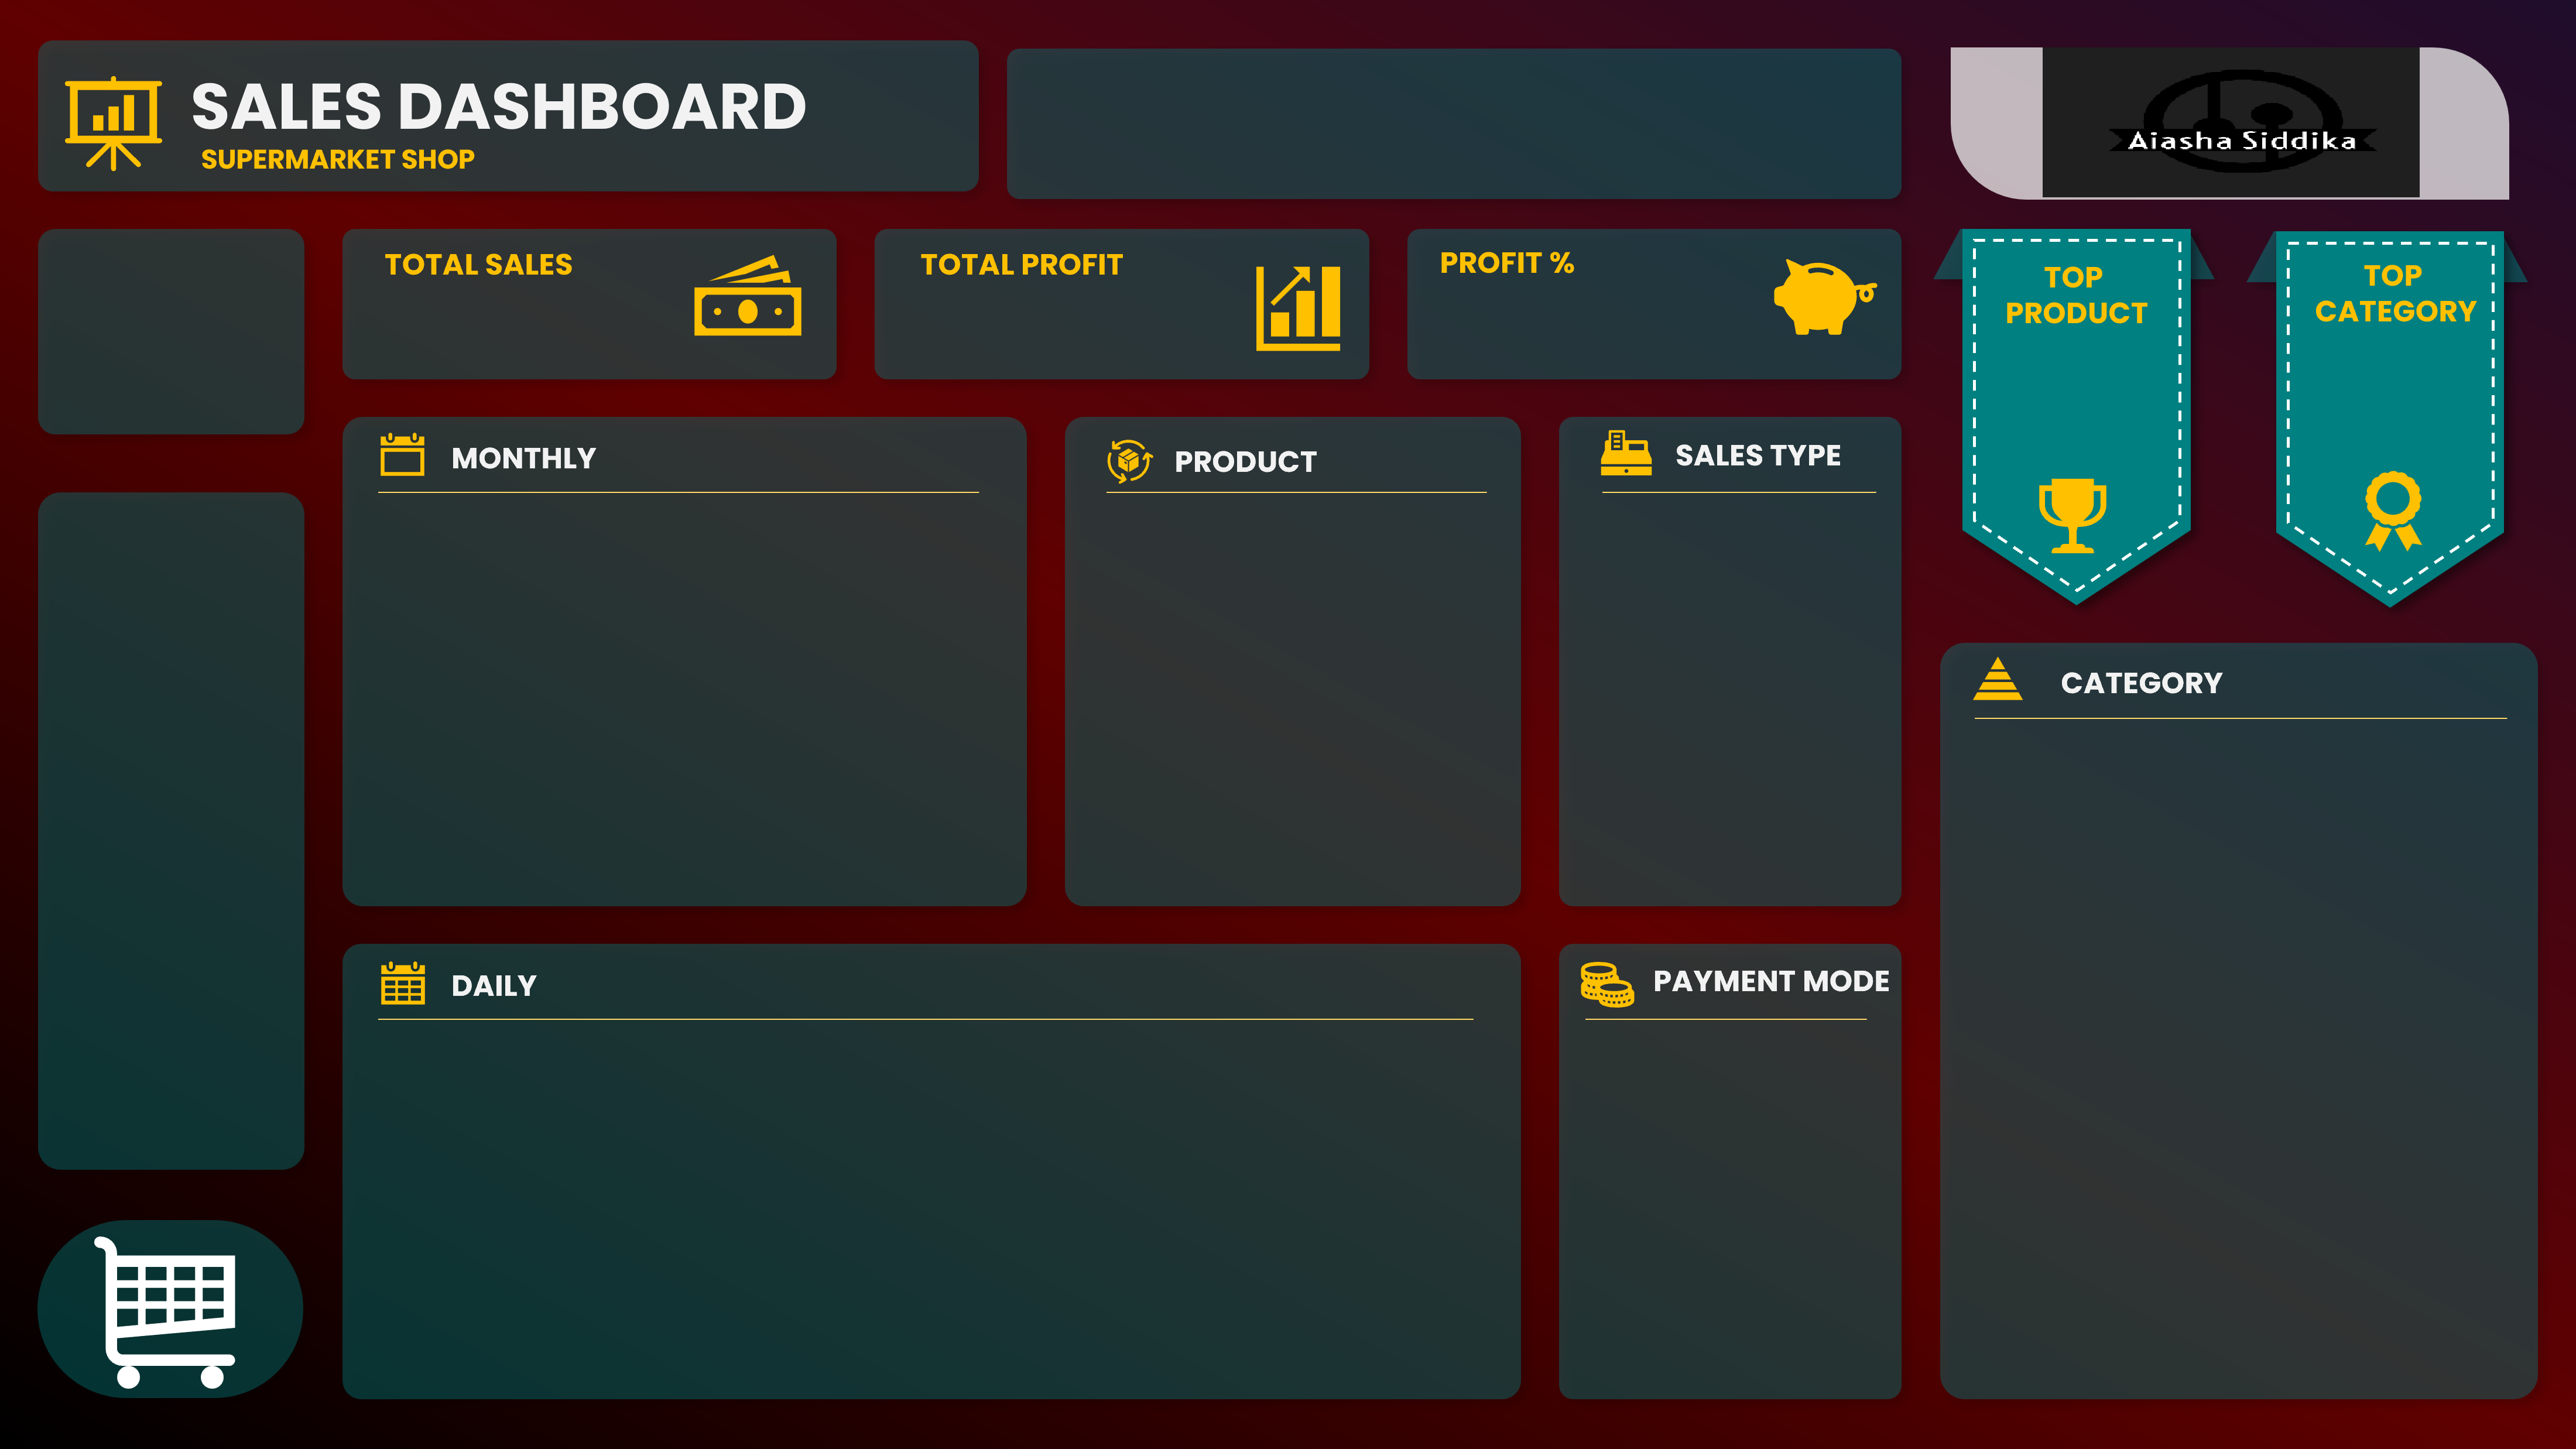 SALES DASHBOARD
SUPERMARKET SHOP
Aiasha Siddika
TOTAL SALES
TOTAL PROFIT
PROFIT %
TOP
PRODUCT
TOP
CATEGORY
MONTHLY
PRODUCT
SALES TYPE
CATEGORY
DAILY
PAYMENT MODE